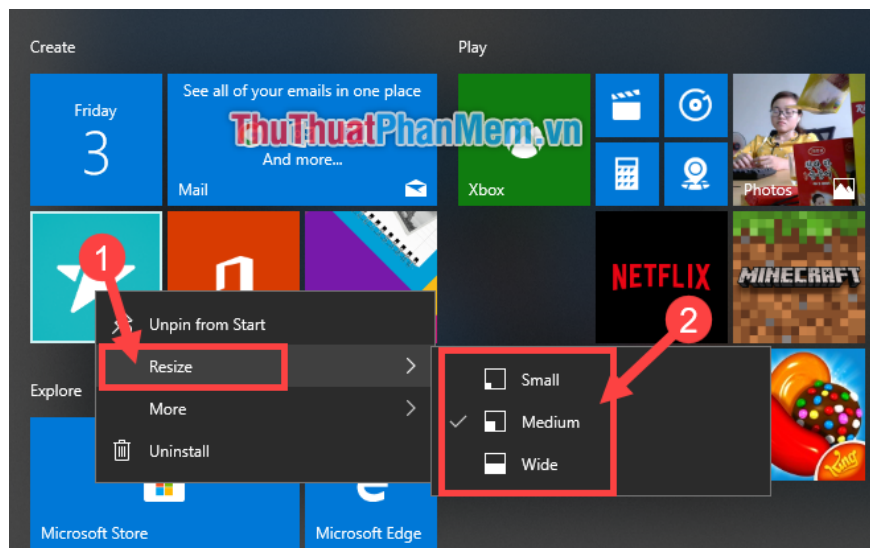 Create
Play
Friday
3
See all of your emails in one place
And more...
Mail
ThuThuatPhanMem.vn
Xbox
Photos
NETFLIX
MINECRAFT
1
Unpin from Start
Resize
More
Uninstall
2
Small
Medium
Wide
King
Explore
Microsoft Store
Microsoft Edge